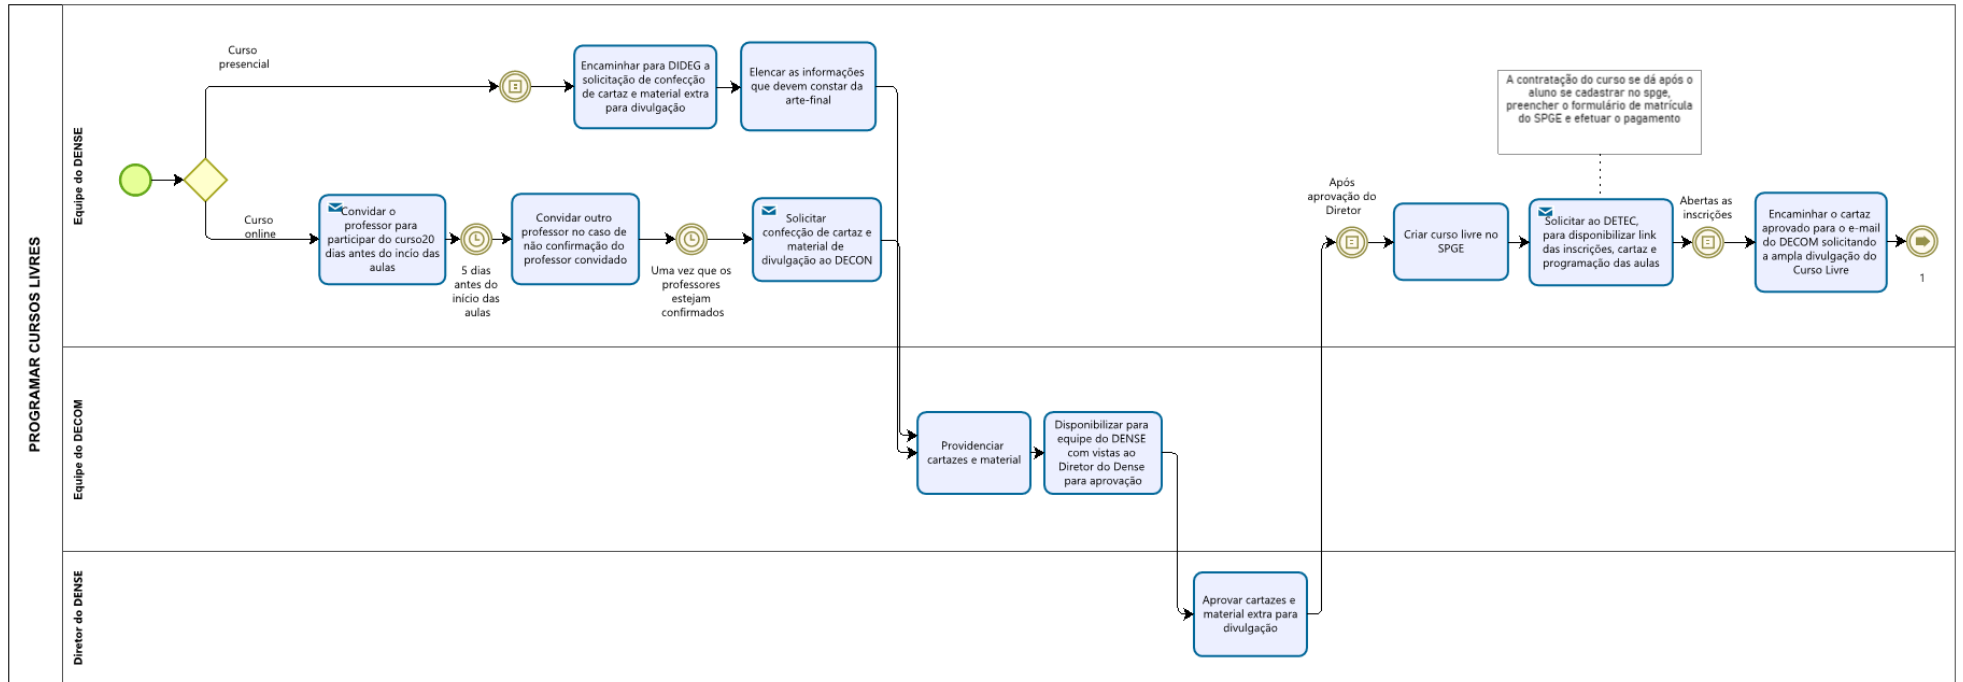 PROGRAMAR CURSOS LIVRES
Equipe do DENSE
Curso
presencial
Encaminhar para DIDEG a
solicitação de confecção
de cartaz e material extra
para divulgação
Elencar as informações
que devem constar da
arte-final
Curso
online
Convidar o
professor para
participar do curso20
dias antes do incio das
aulas
5 dias
antes do
início das
aulas
Convidar outro
professor no caso de
não confirmação do
professor convidado
Uma vez que os
professores
estejam
confirmados
Solicitar
confecção de cartaz e
material de
divulgação ao DECON
Após
aprovação do
Diretor
Criar curso livre no
SPGE
A contratação do curso se dá após o
aluno se cadastrar no spge,
preencher o formulário de matrícula
do SPGE e efetuar o pagamento
Solicitar ao DETEC,
para disponibilizar link
das inscrições, cartaz e
programação das aulas
Abertas as
inscrições
Encaminhar o cartaz
aprovado para o e-mail
do DECOM solicitando
a ampla divulgação do
Curso Livre
1
Equipe do DECOM
Providenciar
cartazes e material
Disponibilizar para
equipe do DENSE
com vistas ao
Diretor do Dense
para aprovação
Diretor do DENSE
Aprovar cartazes e
material extra para
divulgação